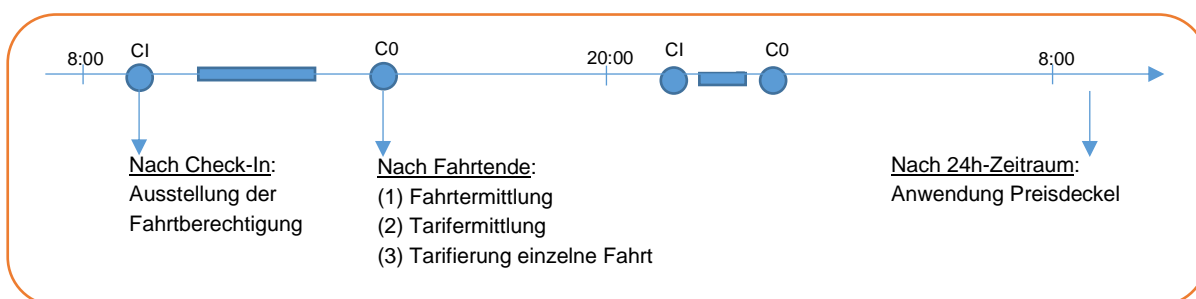 8:00 CI C0 20:00 CI C0 8:00
Nach Check-In:
Ausstellung der
Fahrtberechtigung
Nach Fahrtende:
(1) Fahrtermittlung
(2) Tarifermittlung
(3) Tarifierung einzelne Fahrt
Nach 24h-Zeitraum:
Anwendung Preisdeckel